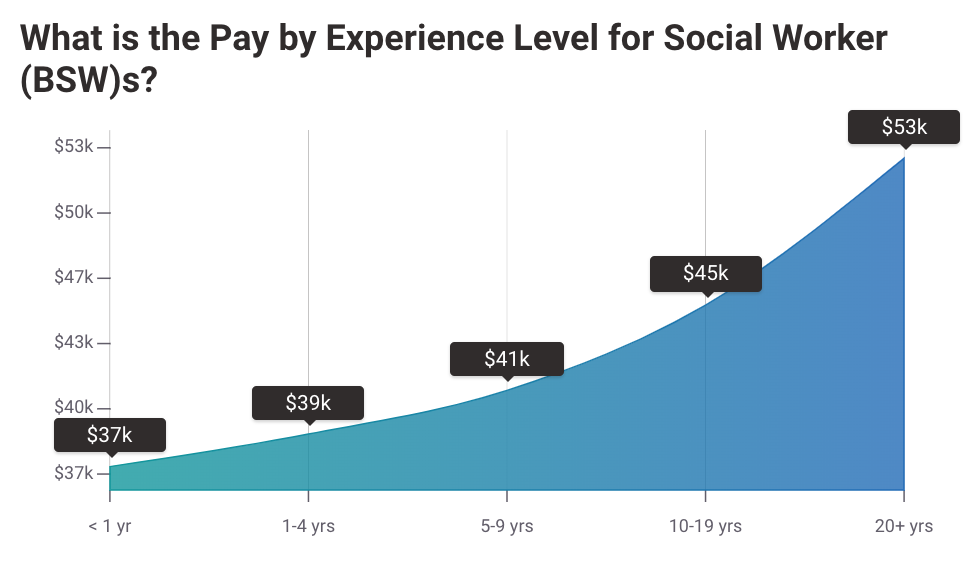 What is the Pay by Experience Level for Social Worker
(BSW)s?
$53k
$53k
$50k
$47k
$45k
$43k
$41k
$40k
$39k
$37k
$37k
< 1 yr
1-4 yrs
5-9 yrs
10-19 yrs
20+ yrs